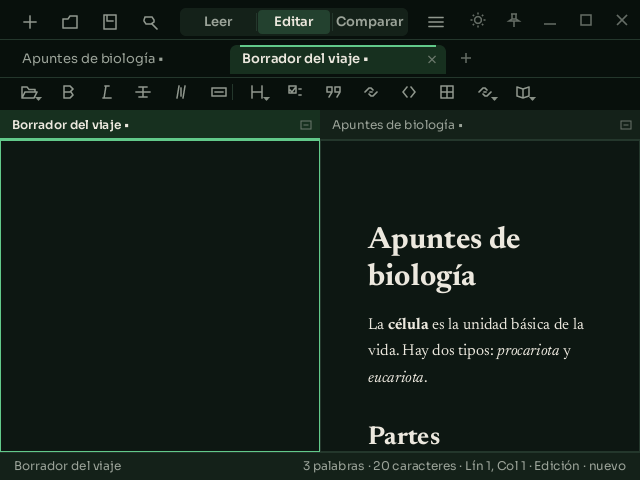 Leer Editar Comparar
Apuntes de biología • Borrador del viaje •
Borrador del viaje • Apuntes de biología •
Apuntes de
biología
La célula es la unidad básica de la
vida. Hay dos tipos: procariota y
eucariota.
Partes
Borrador del viaje 3 palabras · 20 caracteres · Lín 1, Col 1 · Edición · nuevo